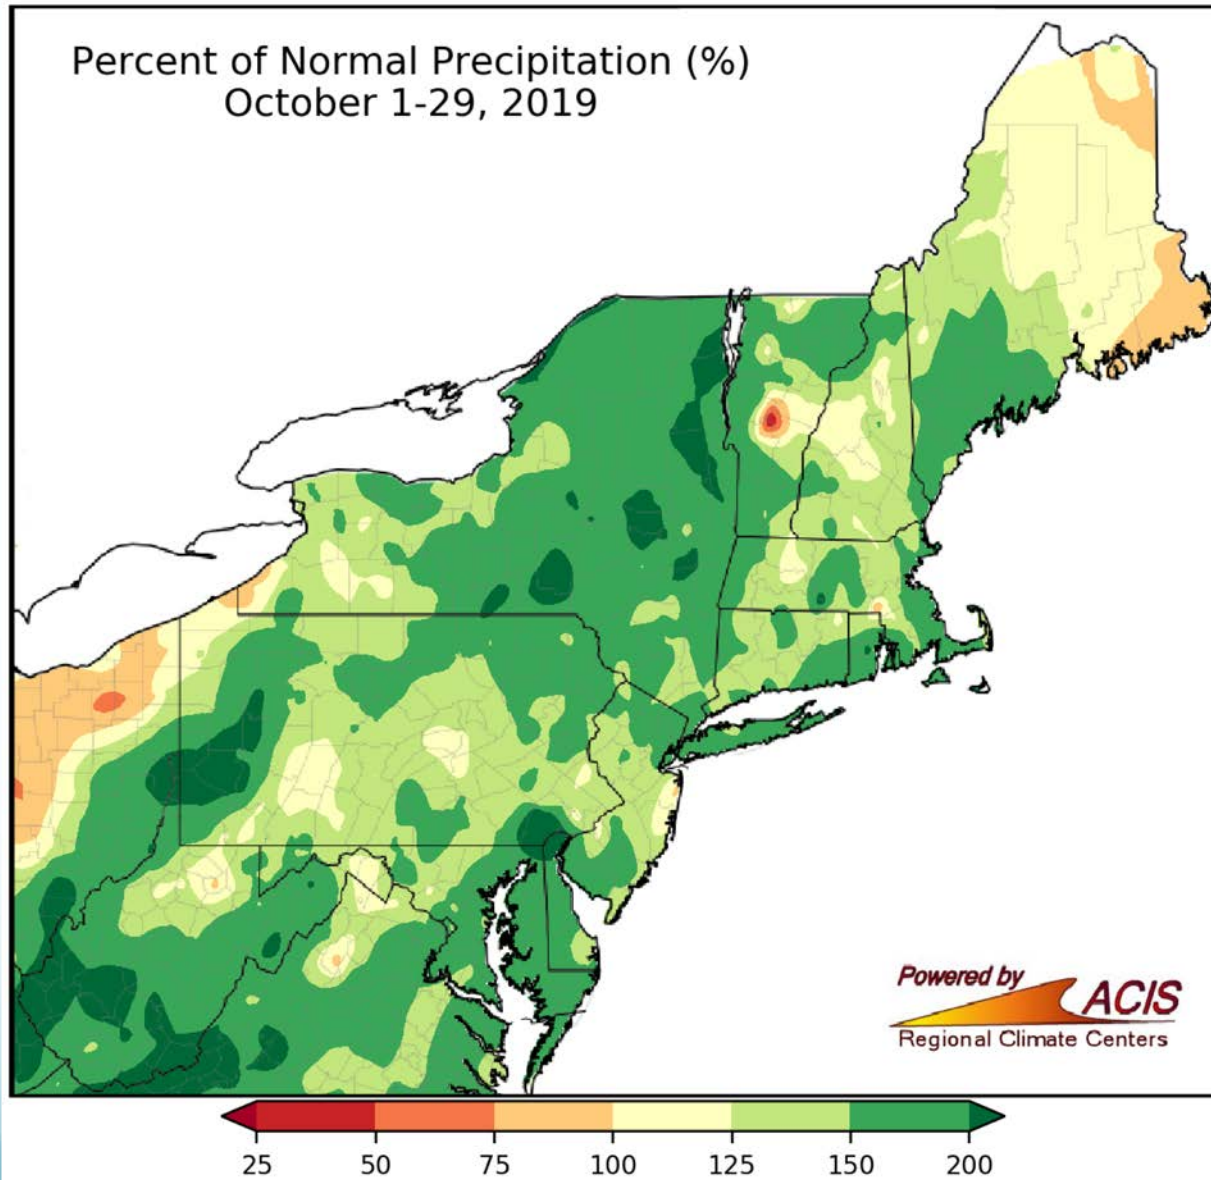 Percent of Normal Precipitation (%)
October 1-29, 2019
Powered by
ACIS
Regional Climate Centers
25 50 75 100 125 150 200